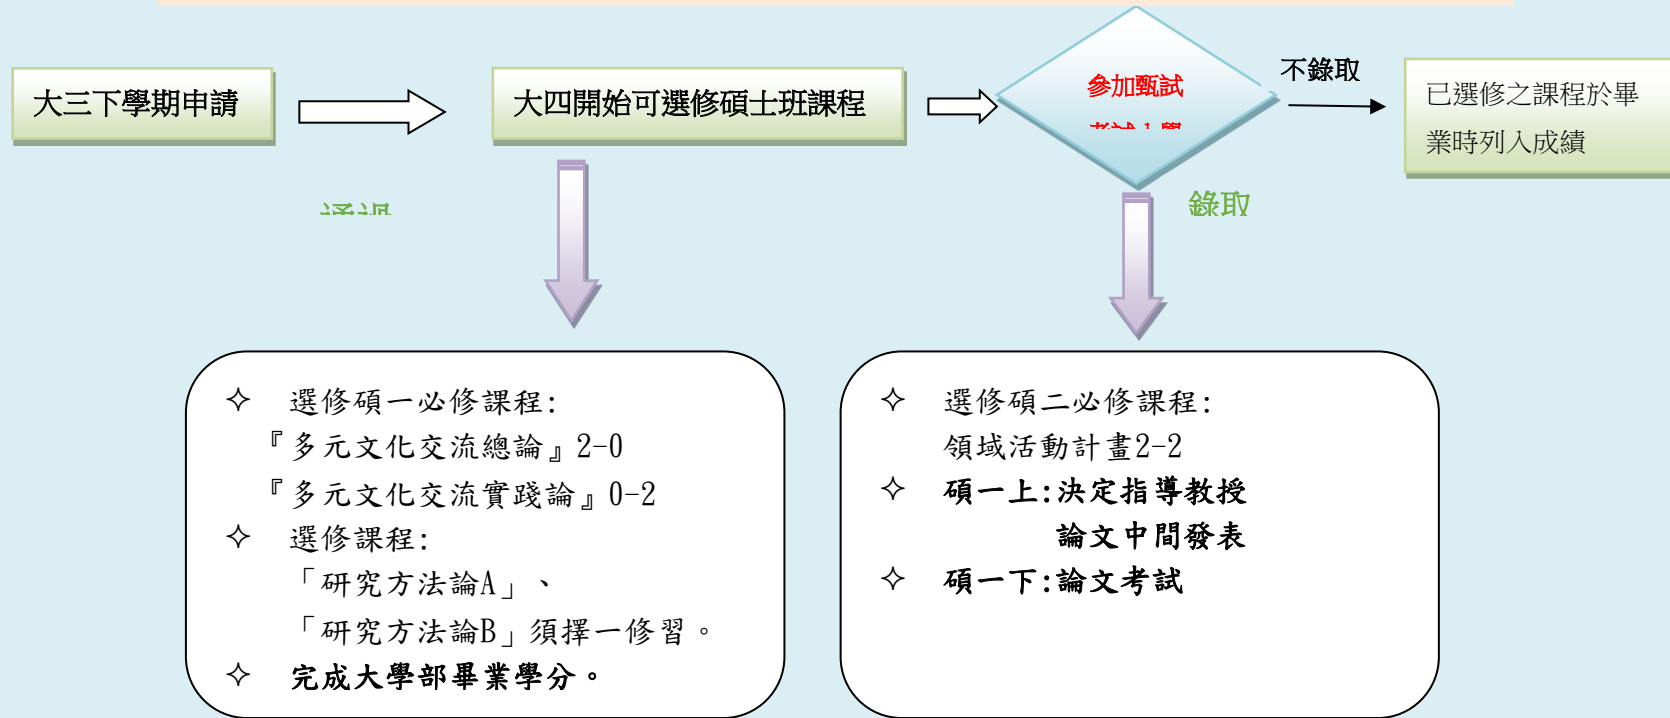 大三下學期申請
大四開始可選修碩士班課程
參加甄試
不錄取
已選修之課程於畢
業時列入成績
通過
錄取
✧ 選修碩一必修課程:
『多元文化交流總論』2-0
『多元文化交流實踐論』0-2
✧ 選修課程:
「研究方法論A」、
「研究方法論B」須擇一修習。
✧ 完成大學部畢業學分。
✧ 選修碩二必修課程:
領域活動計畫2-2
✧ 碩一上:決定指導教授
論文中間發表
✧ 碩一下:論文考試